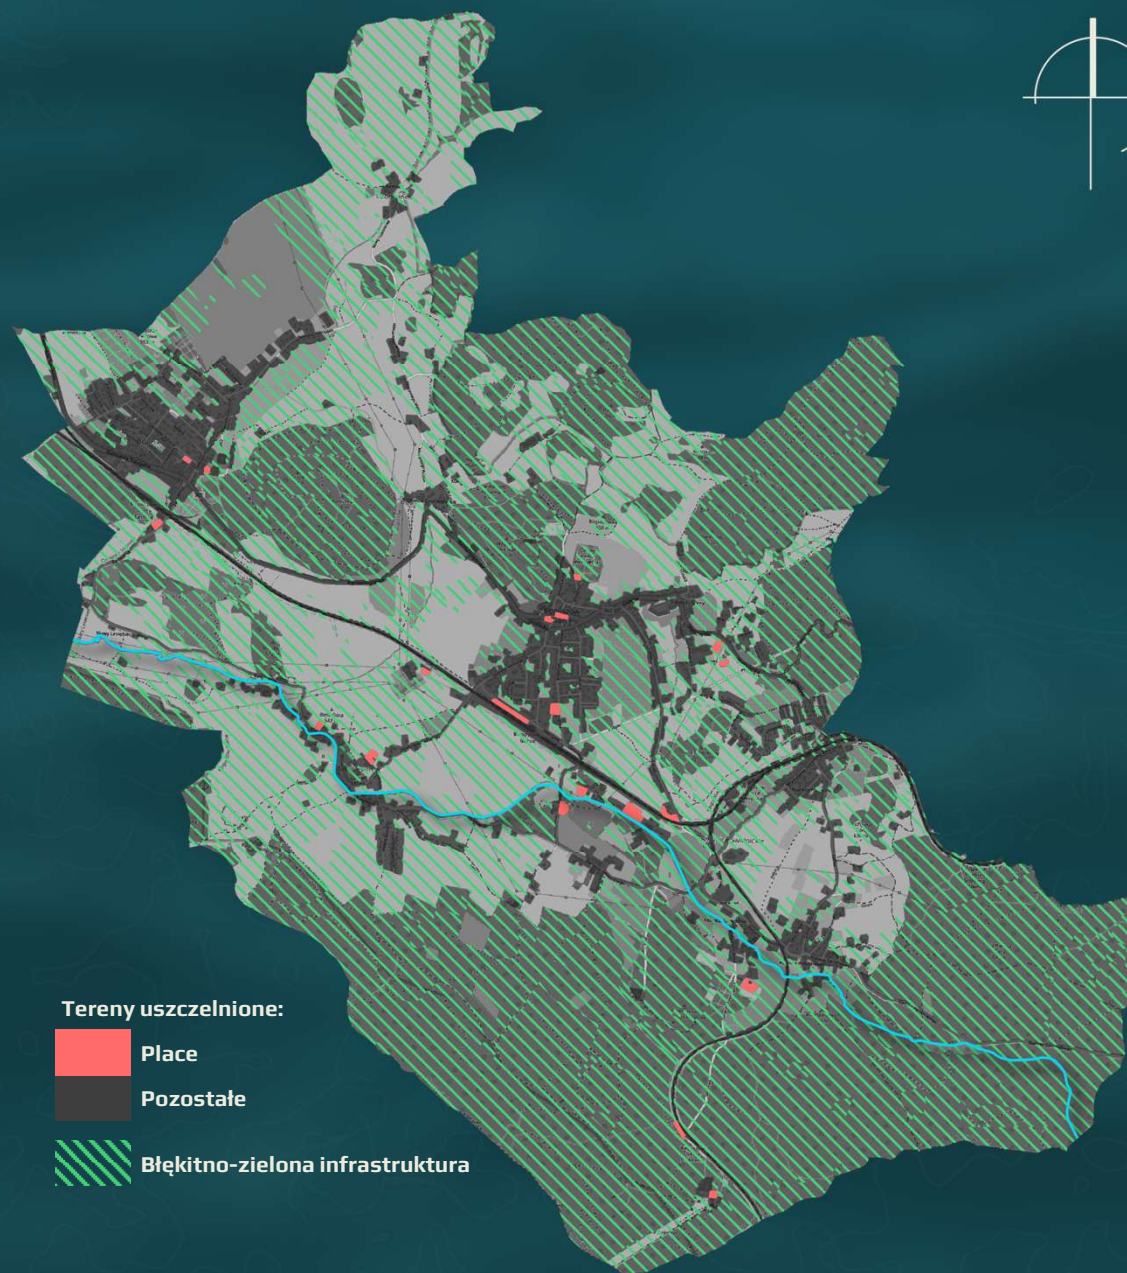 Tereny uszczelnione:
Place
Pozostałe
Błękitno-zielona infrastruktura